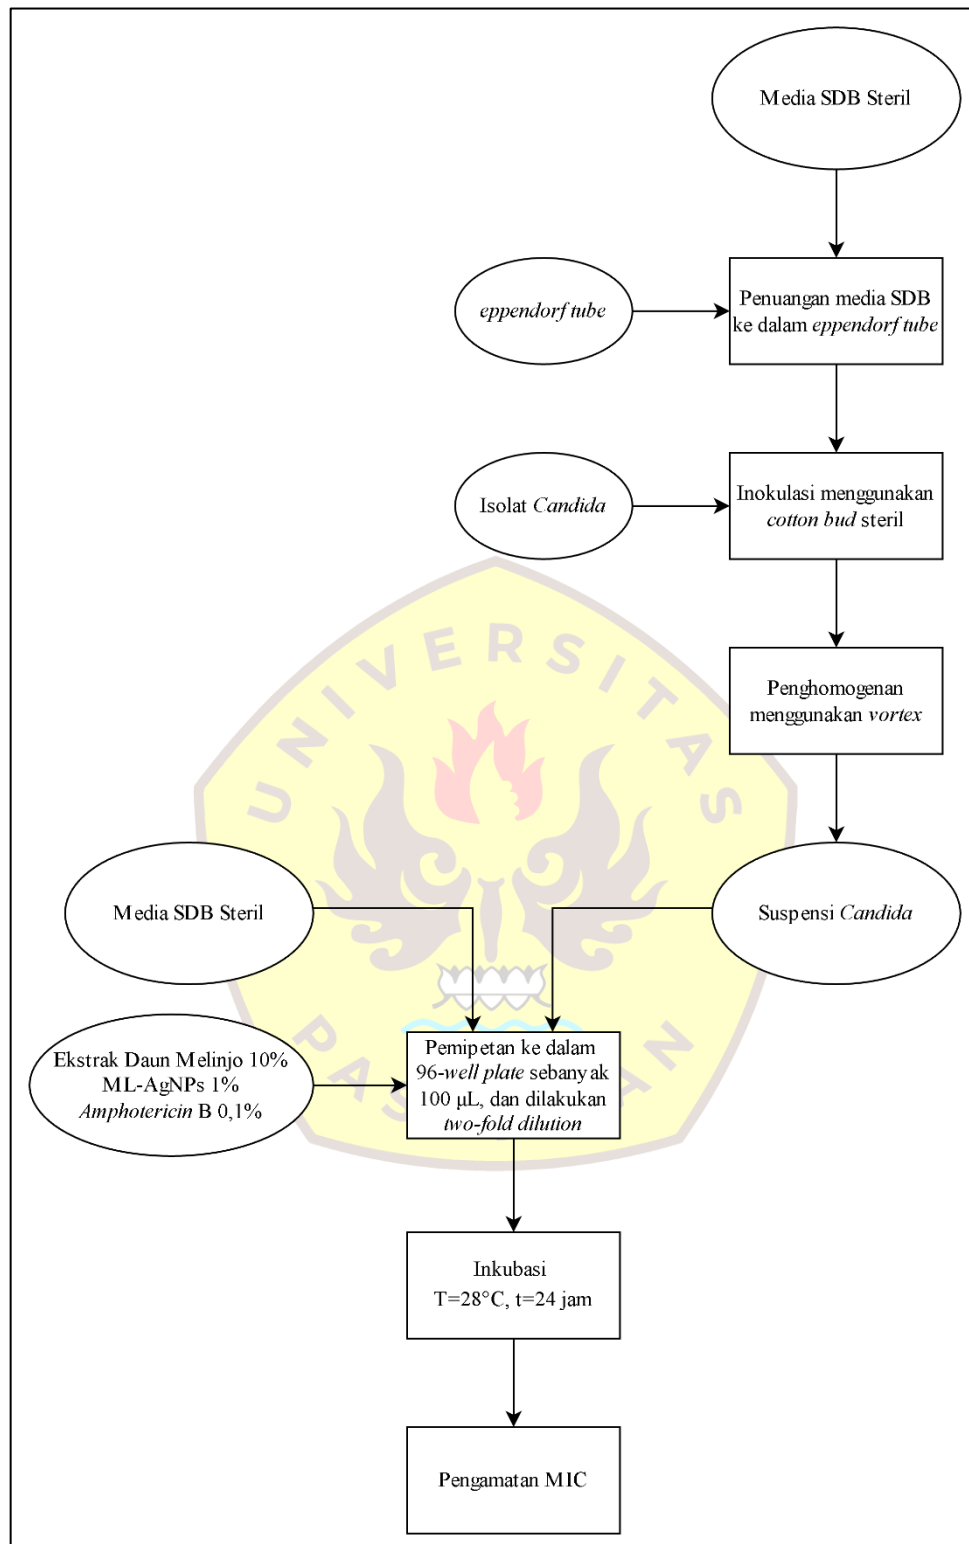 Media SDB Steril
eppendorf tube
Penuangan media SDB
ke dalam eppendorf tube
Isolat Candida
Inokulasi menggunakan
cotton bud steril
Penghomogenan
menggunakan vortex
Media SDB Steril
Suspensi Candida
Ekstrak Daun Melinjo 10%
ML-AgNPs 1%
Amphotericin B 0,1%
Pemipetan ke dalam
96-well plate sebanyak
100 μL, dan dilakukan
two-fold dilution
Inkubasi
T=28°C, t=24 jam
Pengamatan MIC
UNIVERSITAS